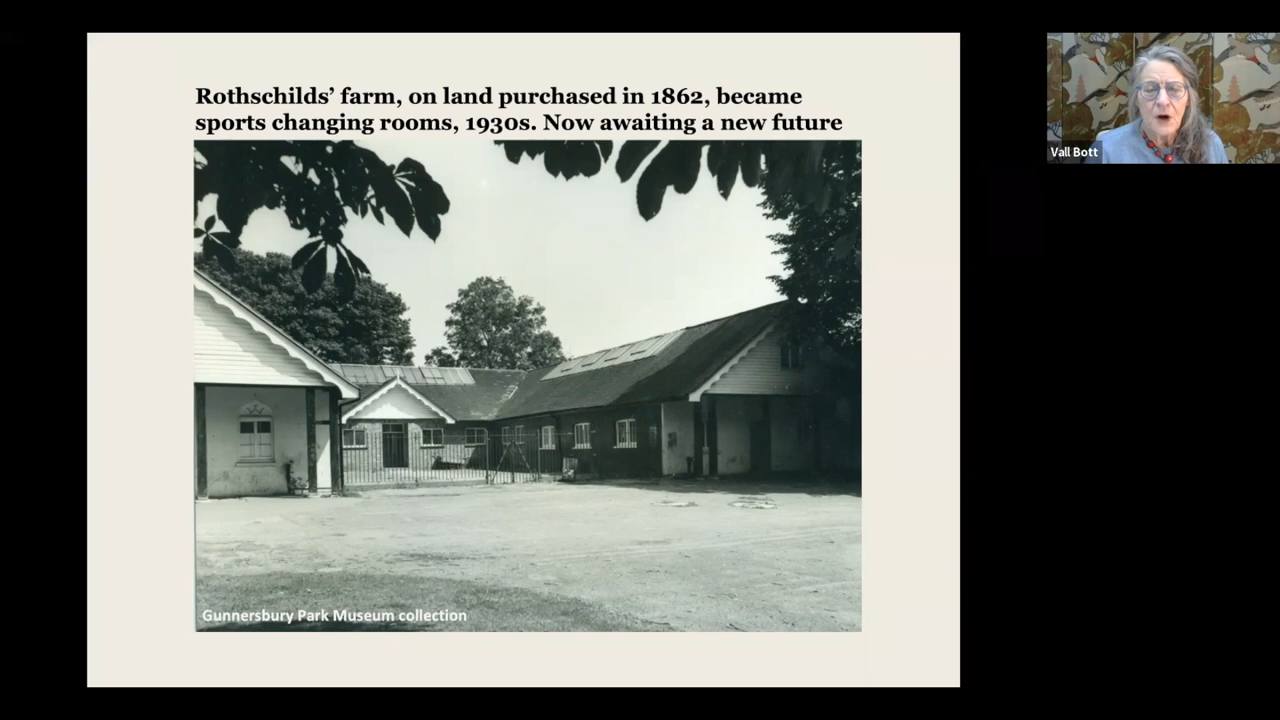 Rothschilds’ farm, on land purchased in 1862, became
sports changing rooms, 1930s. Now awaiting a new future
Vall Bott
Gunnersbury Park Museum collection